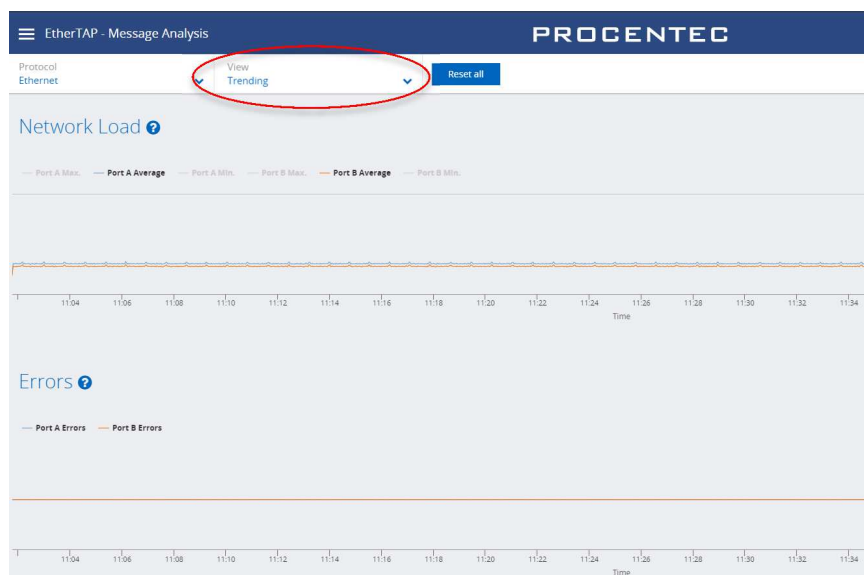 EtherTAP - Message Analysis
PROCENTEC
Protocol
Ethernet
View
Trending
Reset all
Network Load ?
Port A Max. Port A Average Port A Min. Port B Max. Port B Average Port B Min.
11:04 11:06 11:08 11:10 11:12 11:14 11:16 11:18 11:20 11:22 11:24 11:26 11:28 11:30 11:32 11:34
Time
Errors ?
Port A Errors Port B Errors
11:04 11:06 11:08 11:10 11:12 11:14 11:16 11:18 11:20 11:22 11:24 11:26 11:28 11:30 11:32 11:34
Time